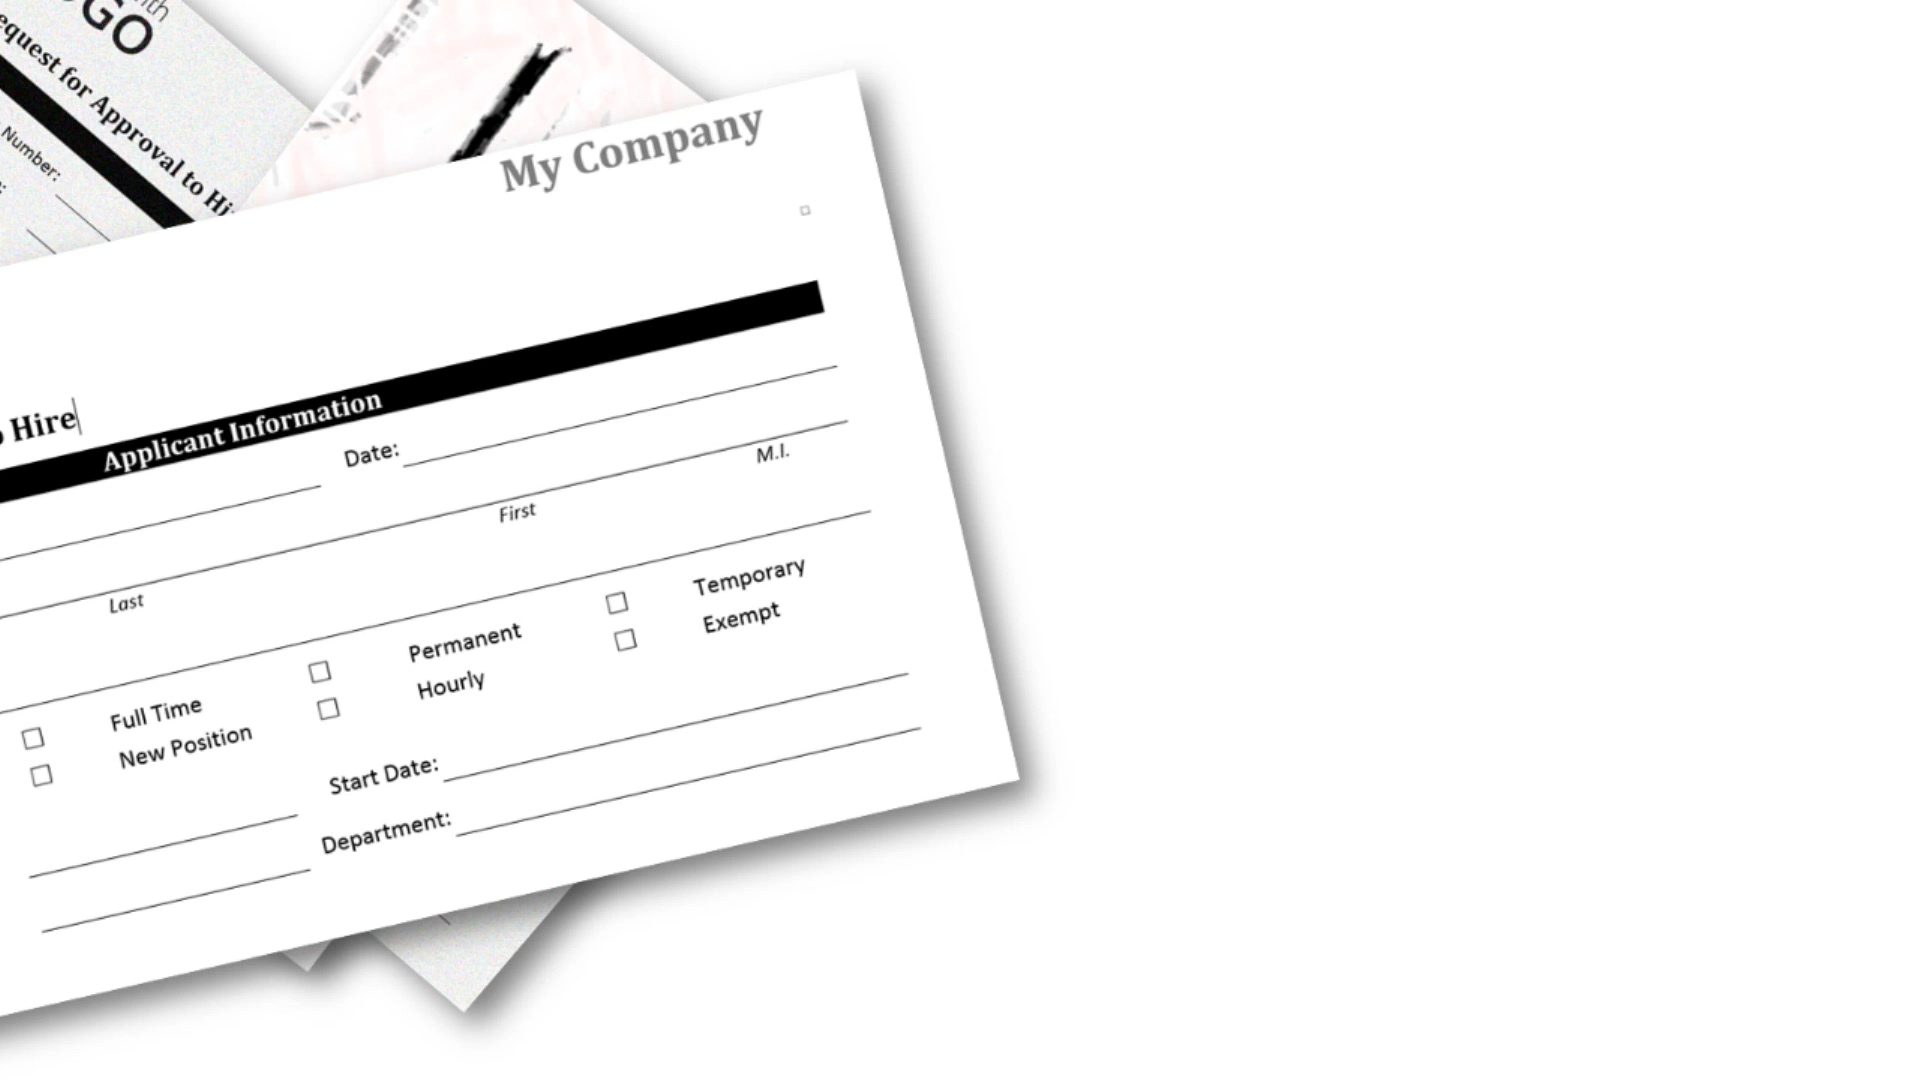 GO
Request for Approval to Hi
Number:
My Company
Hire
Applicant Information
Date:
Last First M.I.
Full Time Permanent Temporary
New Position Hourly Exempt
Start Date:
Department: